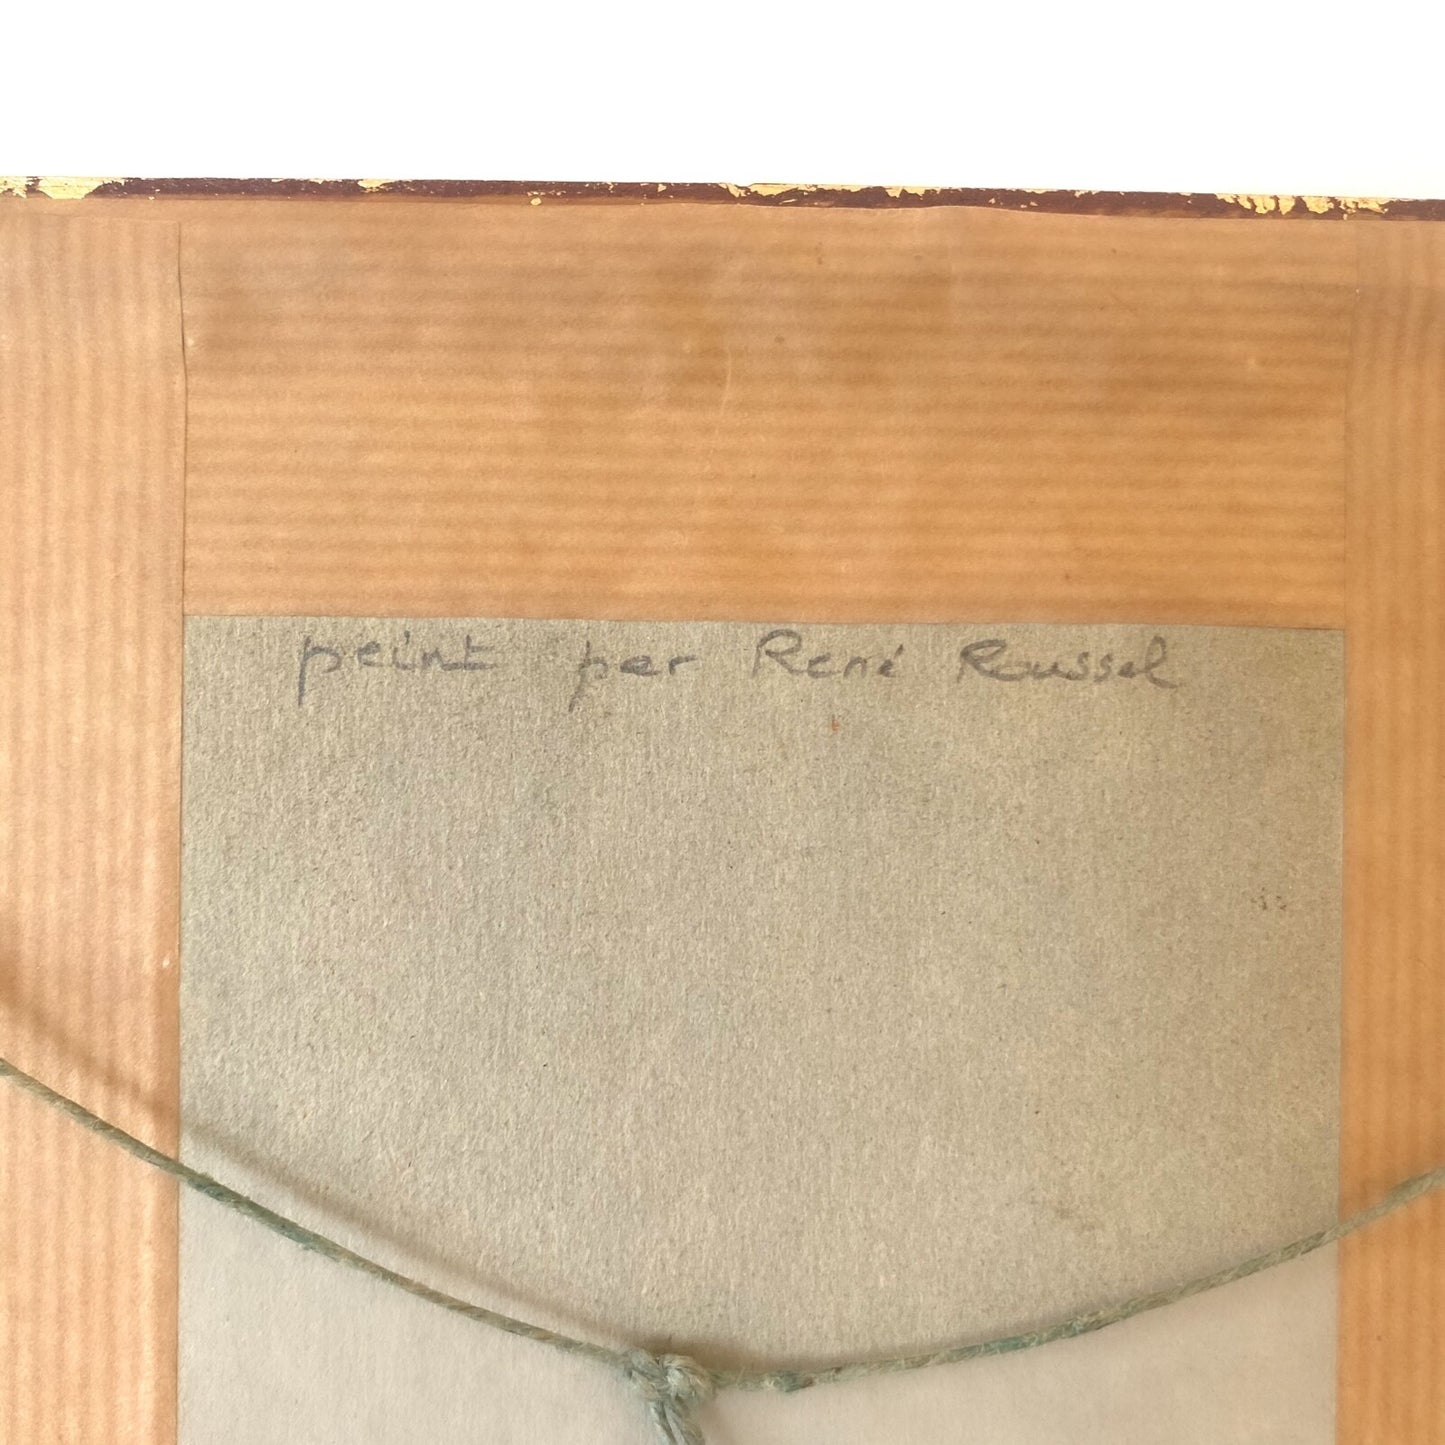 peint par René Roussel